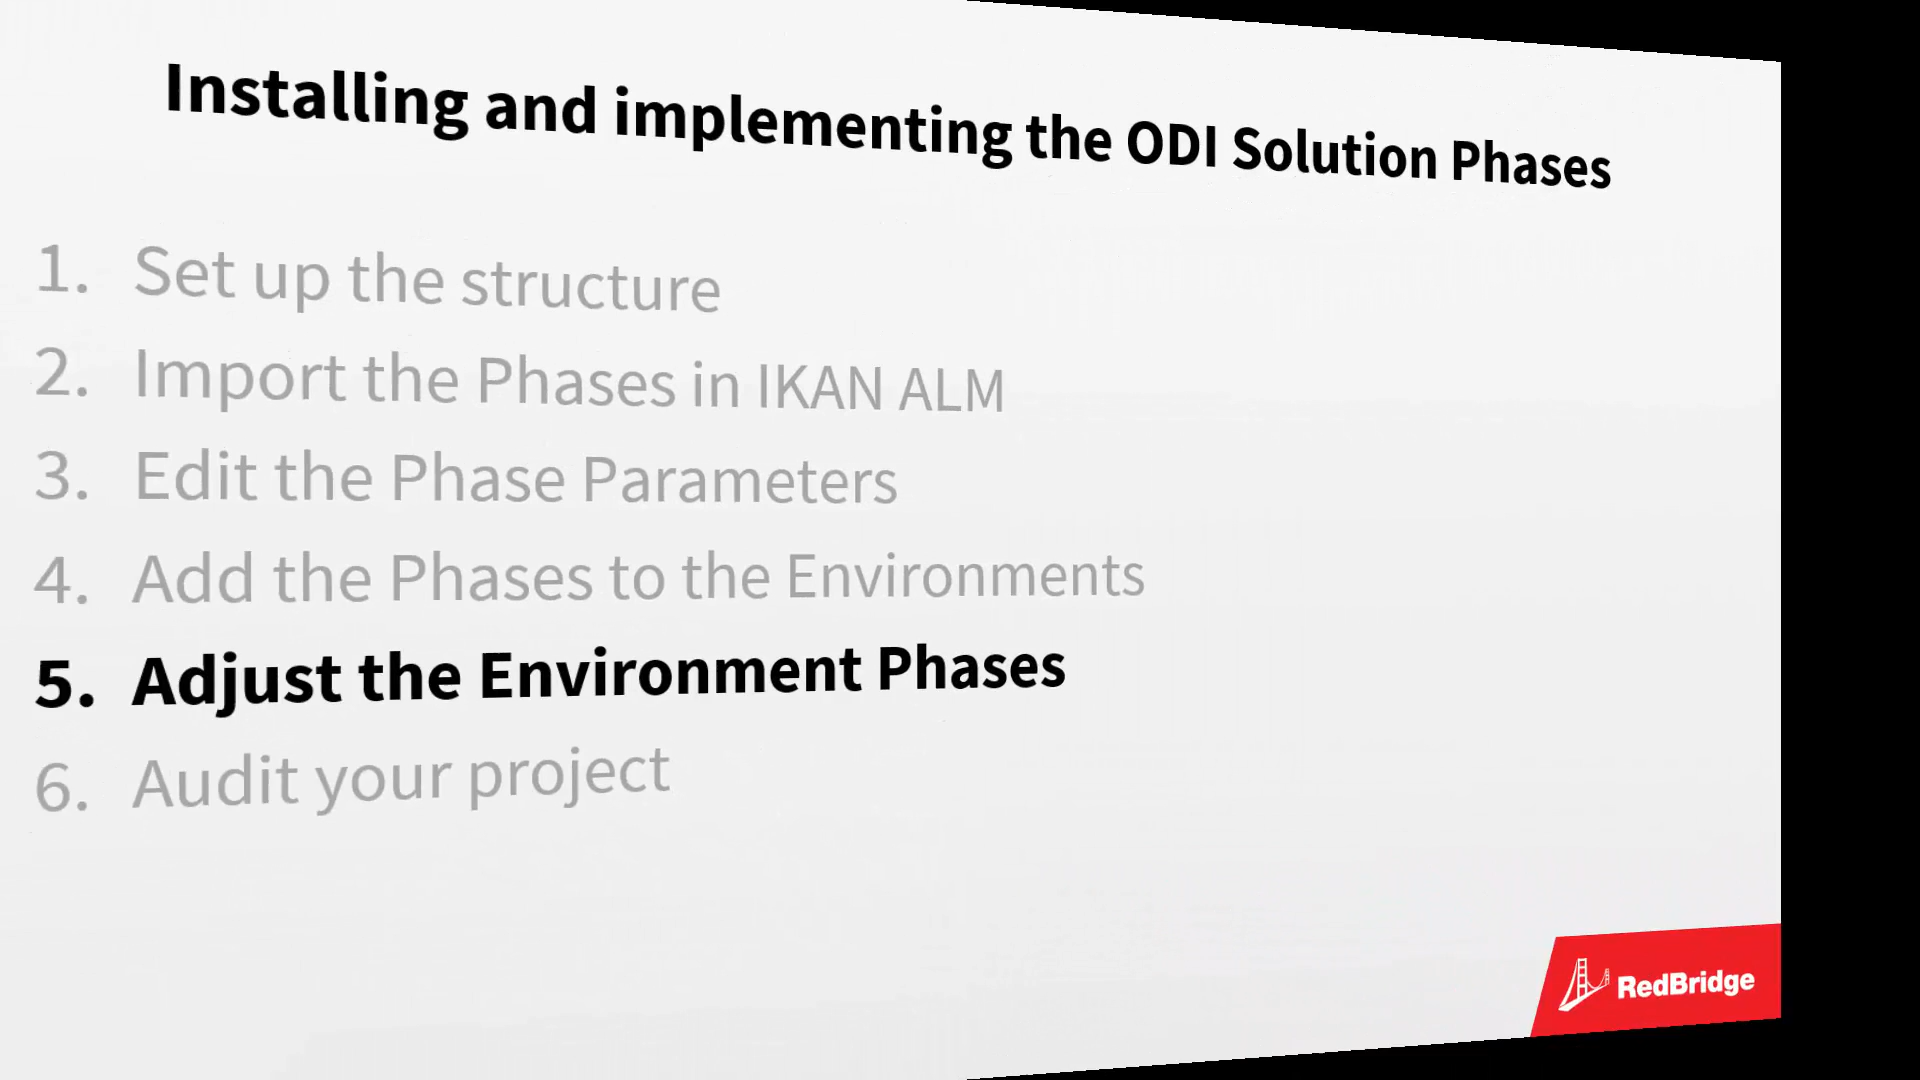 Installing and implementing the ODI Solution Phases
1. Set up the structure
2. Import the Phases in IKAN ALM
3. Edit the Phase Parameters
4. Add the Phases to the Environments
5. Adjust the Environment Phases
6. Audit your project
RedBridge